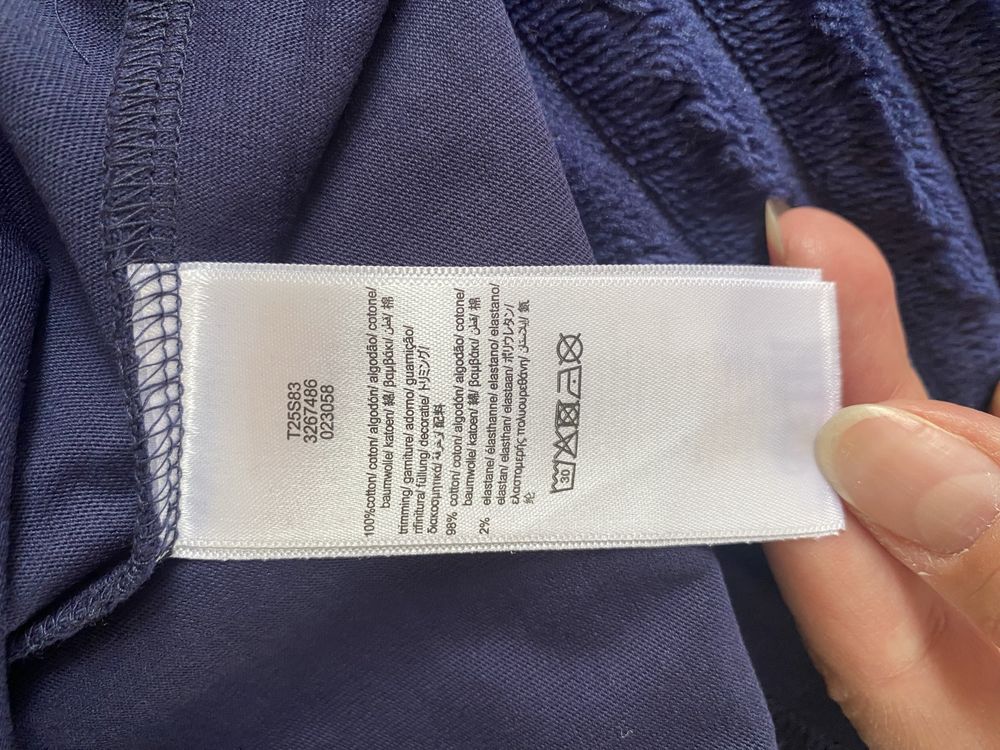 T25S83
3267486
023058
100%cotton/ coton/ algodón/ algodão/ cotone/
baumwolle/ katoen/ 綿/ βαμβάκι/ قطن/ 棉
trimming/ garniture/ adorno/ guarnição/
rifinitura/ füllung/ decoratie/ トリミング/
διακοσμητικά/ زخرفة/ 配料
98% cotton/ coton/ algodón/ algodão/ cotone/
baumwolle/ katoen/ 綿/ βαμβάκι/ قطن/ 棉
2% elastane/ élasthanne/ elastano/ elastano/
elastan/ elasthan/ elastaan/ ポリウレタン/
ελαστομερής πολυουρεθάνη/ 氨
纶
30